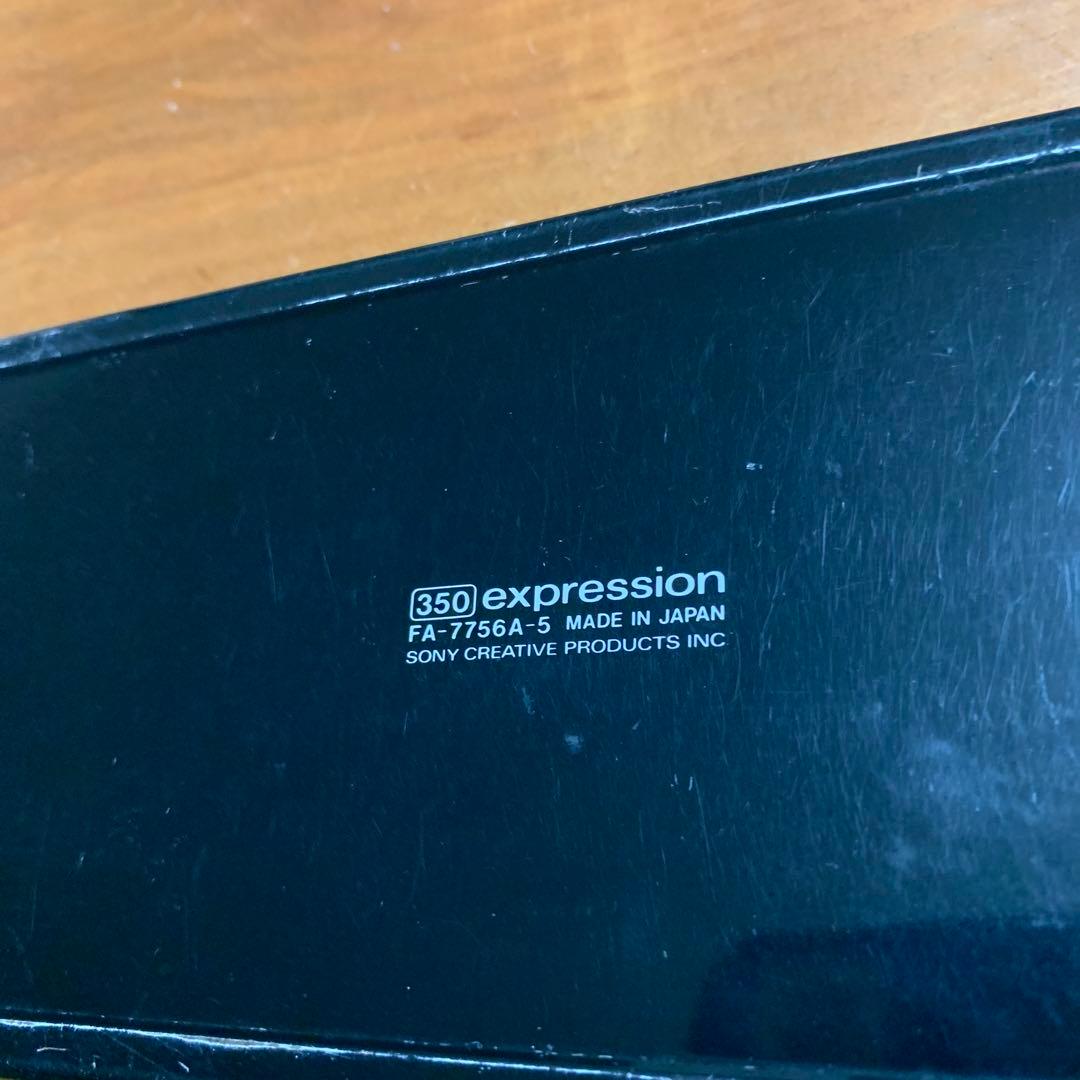 350 expression
FA-7756A-5 MADE IN JAPAN
SONY CREATIVE PRODUCTS INC